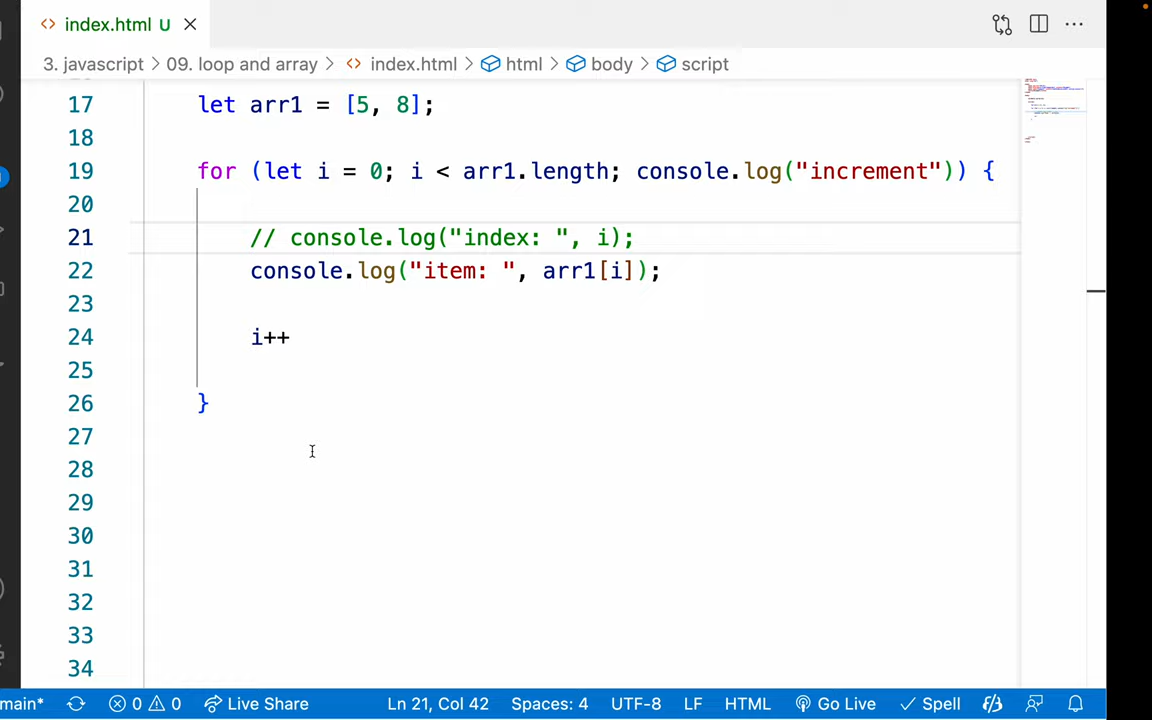 index.html U
3. javascript > 09. loop and array > index.html > html > body > script
17 let arr1 = [5, 8];
18
19 for (let i = 0; i < arr1.length; console.log("increment")) {
20
21 // console.log("index: ", i);
22 console.log("item: ", arr1[i]);
23
24 i++
25
26 }
27
28
29
30
31
32
33
34
main* 0 0 Live Share Ln 21, Col 42 Spaces: 4 UTF-8 LF HTML Go Live Spell